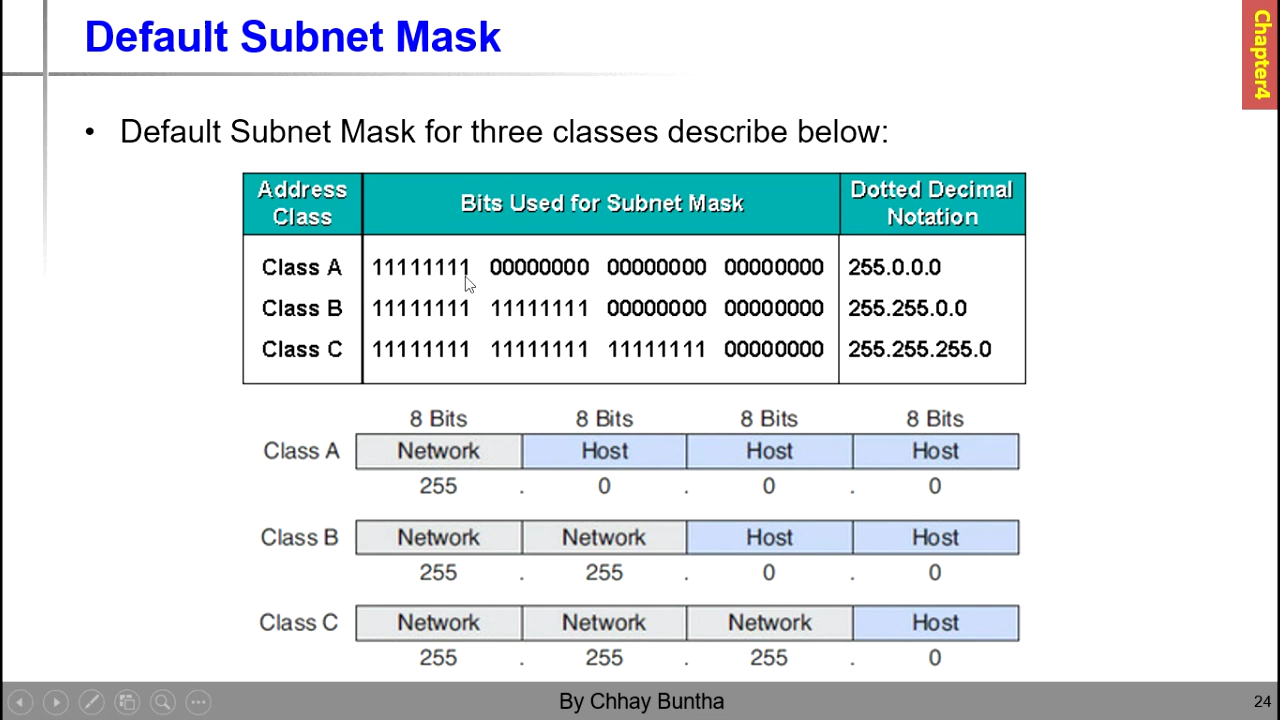 Default Subnet Mask
Chapter4
• Default Subnet Mask for three classes describe below:
Address Class Bits Used for Subnet Mask Dotted Decimal Notation
Class A 11111111 00000000 00000000 00000000 255.0.0.0
Class B 11111111 11111111 00000000 00000000 255.255.0.0
Class C 11111111 11111111 11111111 00000000 255.255.255.0
8 Bits 8 Bits 8 Bits 8 Bits
Class A Network Host Host Host
255 . 0 . 0 . 0
Class B Network Network Host Host
255 . 255 . 0 . 0
Class C Network Network Network Host
255 . 255 . 255 . 0
By Chhay Buntha
24